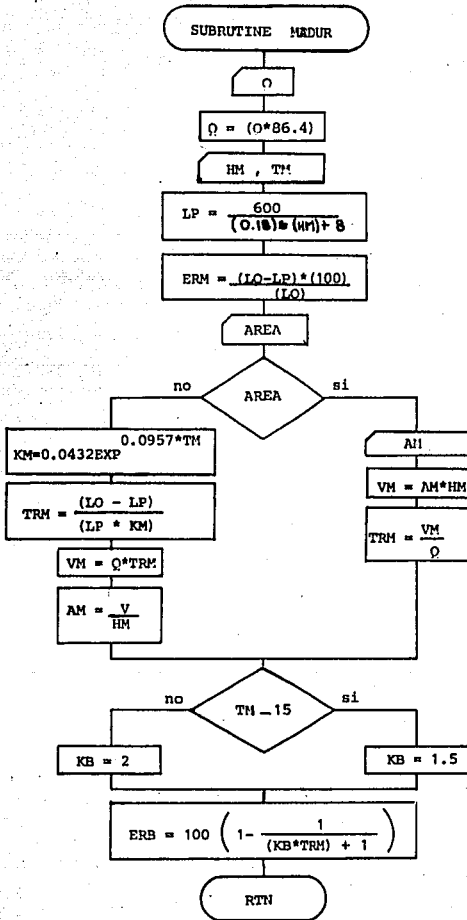 SUBRUTINE MADUR
Q
Q = (Q*86.4)
HM , TM
LP = 600
(0.18)*(HM)+ 8
ERM = (LO-LP)*(100)
(LO)
AREA
no AREA si
KM=0.0432EXP 0.0957*TM
TRM = (LO - LP)
(LP * KM)
VM = Q*TRM
AM = V
HM
AM
VM = AM*HM
TRM = VM
Q
no TM-15 si
KB = 2
KB = 1.5
ERB = 100 ( 1- 1
(KB*TRM) + 1 )
RTN